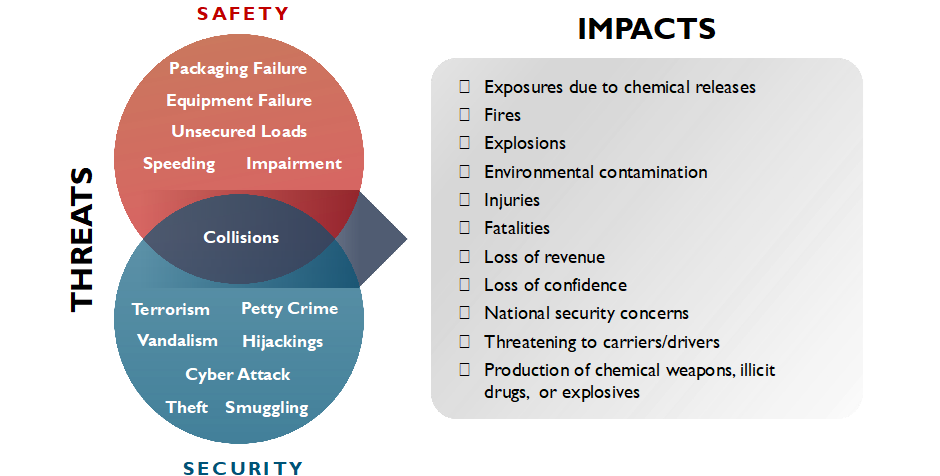 SAFETY
Packaging Failure
Equipment Failure
Unsecured Loads
Speeding Impairment
Collisions
THREATS
Terrorism Petty Crime
Vandalism Hijackings
Cyber Attack
Theft Smuggling
SECURITY
IMPACTS
Exposures due to chemical releases
Fires
Explosions
Environmental contamination
Injuries
Fatalities
Loss of revenue
Loss of confidence
National security concerns
Threatening to carriers/drivers
Production of chemical weapons, illicit
drugs, or explosives